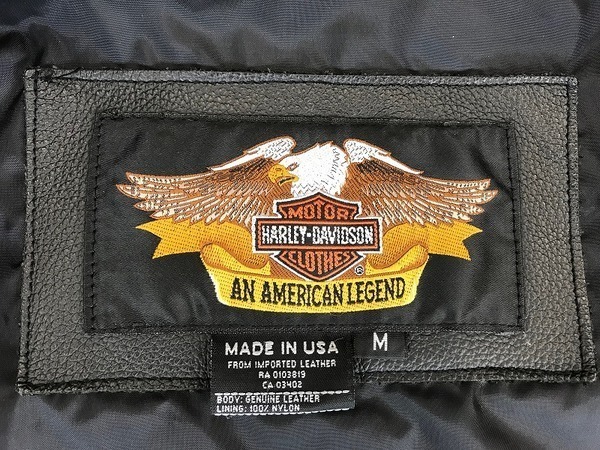 MOTOR
HARLEY-DAVIDSON
CLOTHES
®
AN AMERICAN LEGEND
MADE IN USA
M
FROM IMPORTED LEATHER
RA 0103819
CA 03402
BODY: GENUINE LEATHER
LINING: 100% NYLON